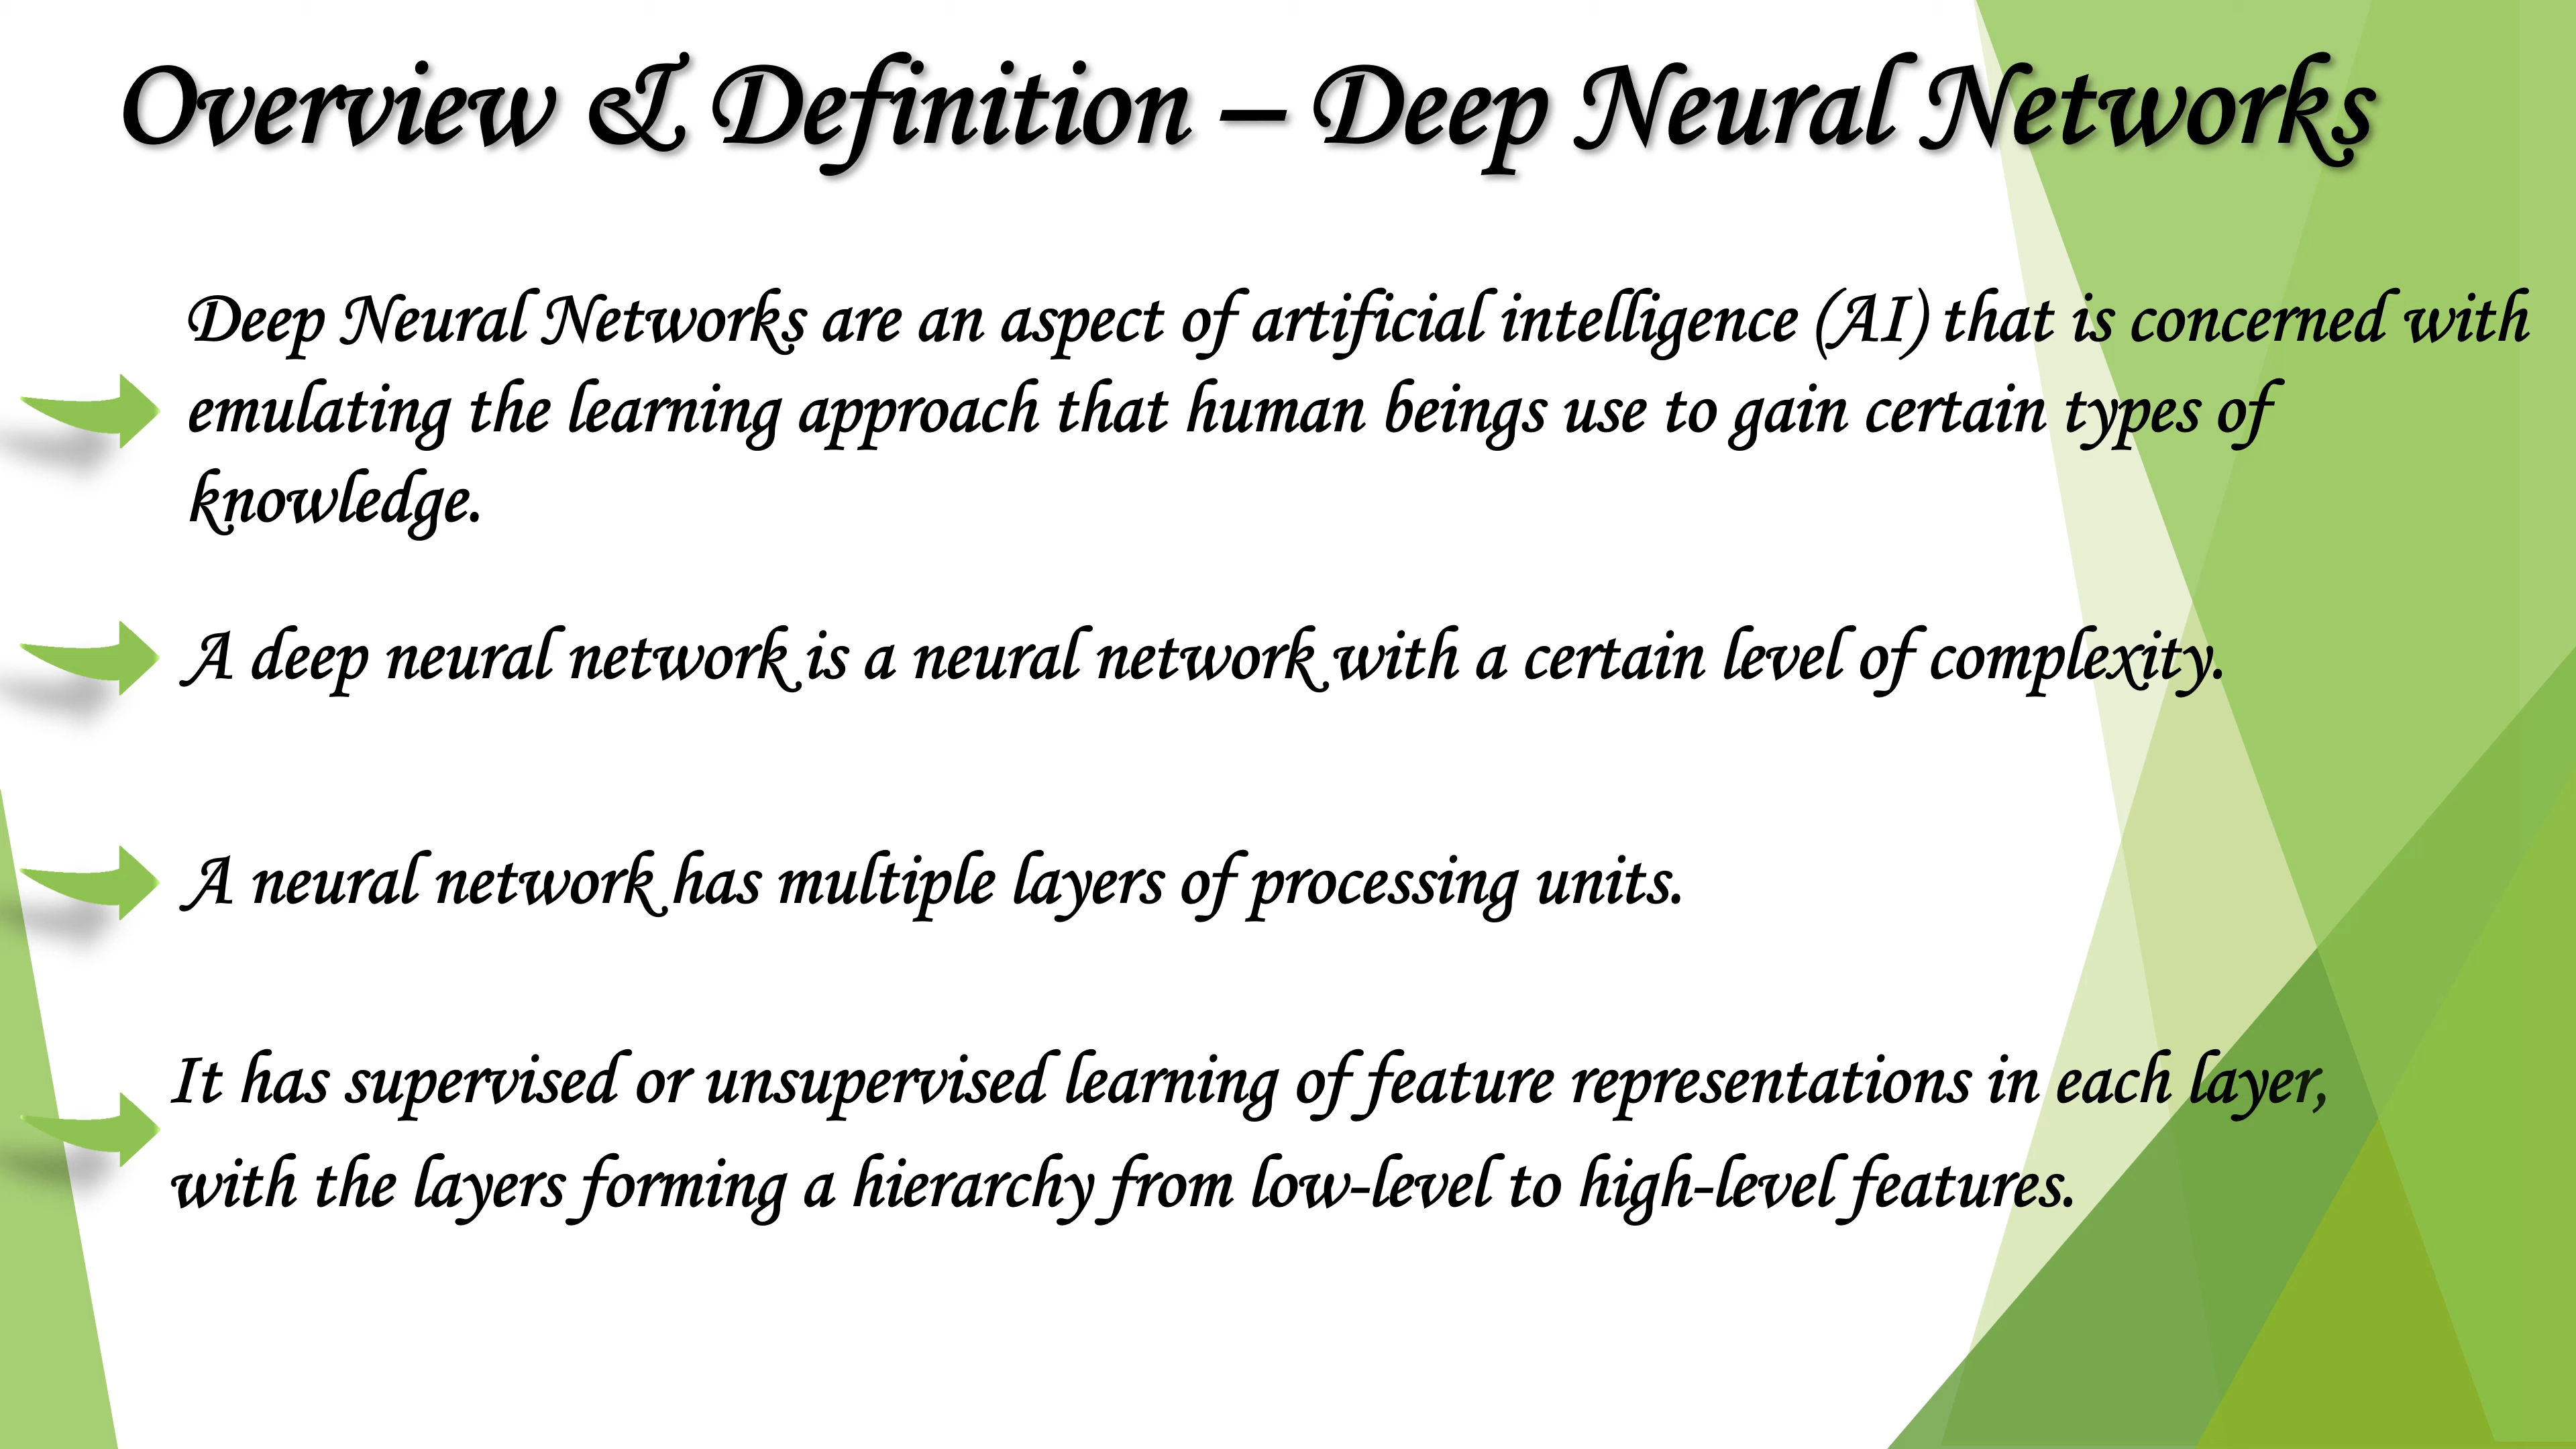 Overview & Definition – Deep Neural Networks
Deep Neural Networks are an aspect of artificial intelligence (AI) that is concerned with
emulating the learning approach that human beings use to gain certain types of
knowledge.
A deep neural network is a neural network with a certain level of complexity.
A neural network has multiple layers of processing units.
It has supervised or unsupervised learning of feature representations in each layer,
with the layers forming a hierarchy from low-level to high-level features.